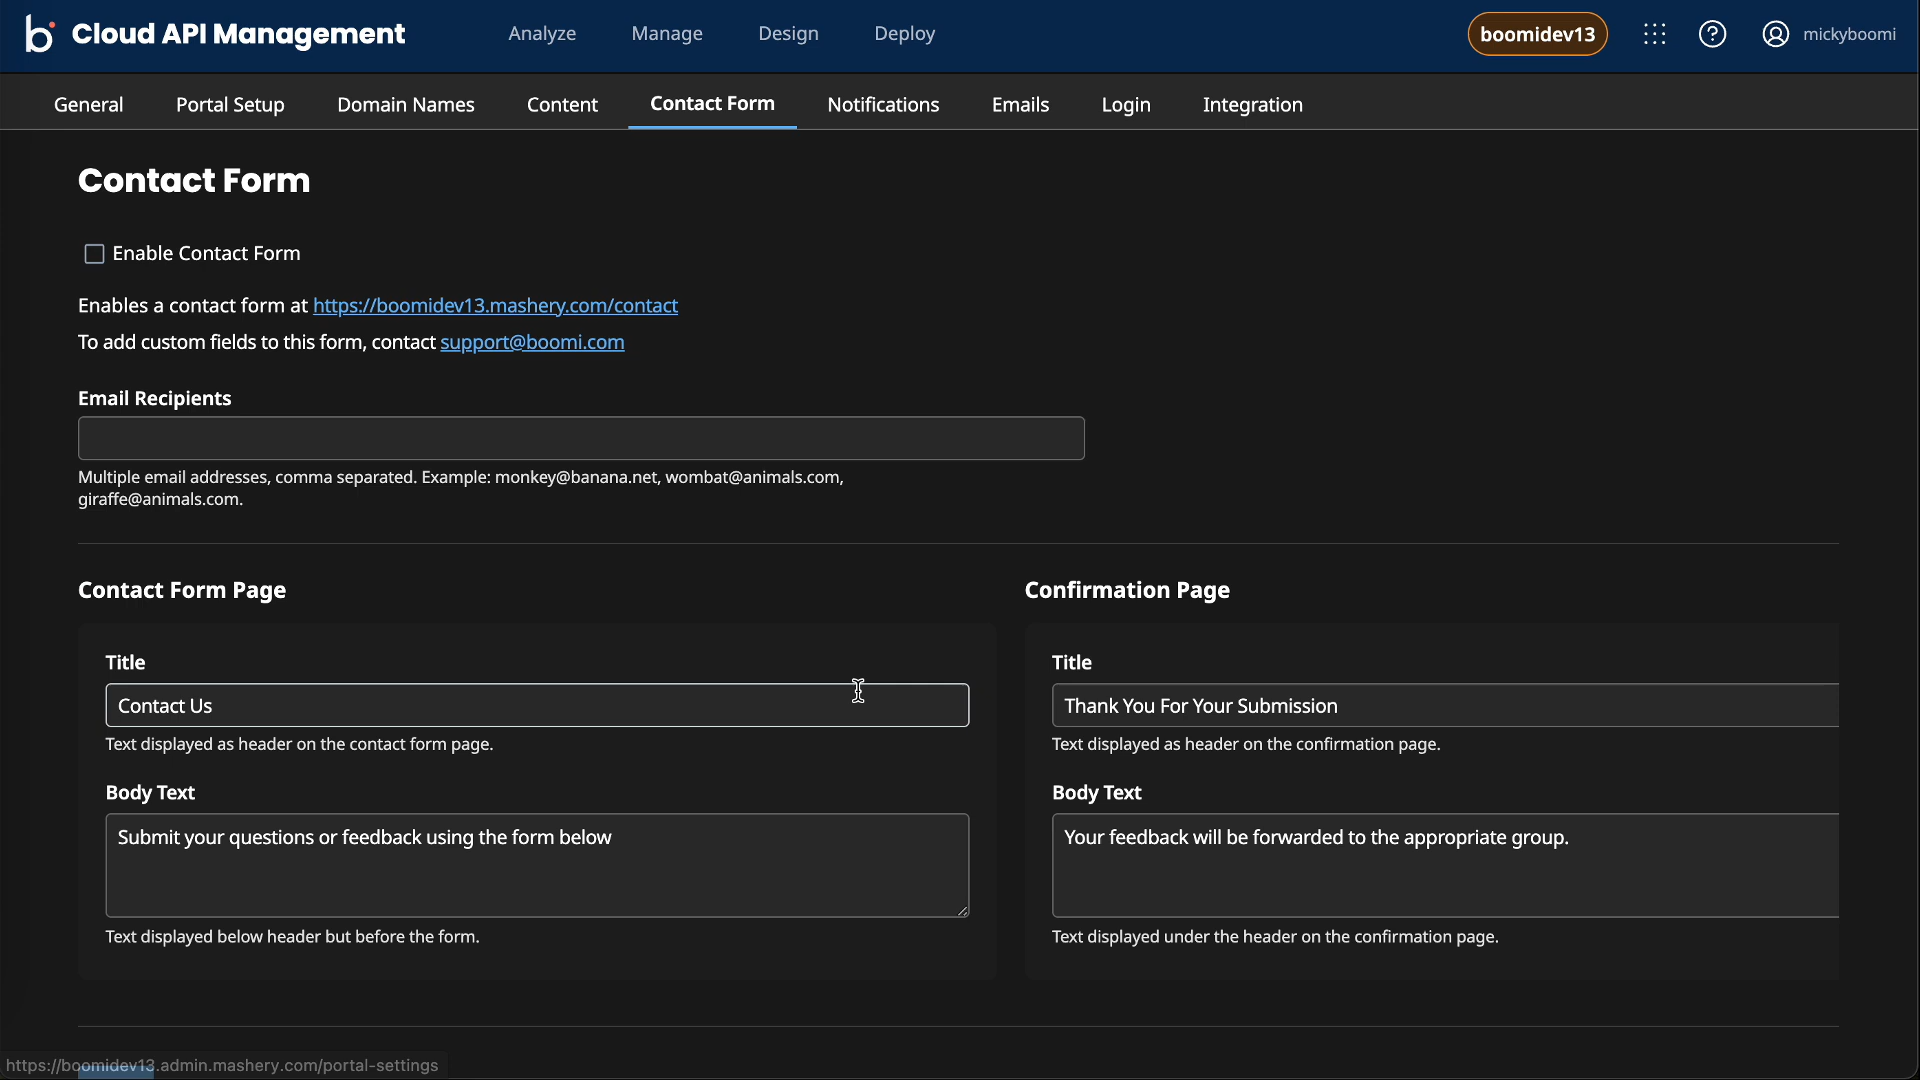 Cloud API Management
Analyze
Manage
Design
Deploy
boomidev13
mickyboomi
General
Portal Setup
Domain Names
Content
Contact Form
Notifications
Emails
Login
Integration
Contact Form
Enable Contact Form
Enables a contact form at https://boomidev13.mashery.com/contact
To add custom fields to this form, contact support@boomi.com
Email Recipients
Multiple email addresses, comma separated. Example: monkey@banana.net, wombat@animals.com,
giraffe@animals.com.
Contact Form Page
Title
Contact Us
Text displayed as header on the contact form page.
Body Text
Submit your questions or feedback using the form below
Text displayed below header but before the form.
Confirmation Page
Title
Thank You For Your Submission
Text displayed as header on the confirmation page.
Body Text
Your feedback will be forwarded to the appropriate group.
Text displayed under the header on the confirmation page.
https://boomidev13.admin.mashery.com/portal-settings